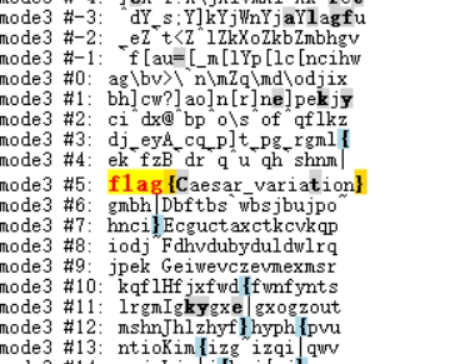 mode3 #-3: ^dY_s;Y]kYjWnYjaYlagfu
mode3 #-2: _eZ`t<Z^lZkXoZkbZmbhgv
mode3 #-1: `f[au=[_m[lYp[lc[ncihw
mode3 #0: ag\bv>\`n\mZq\md\odjix
mode3 #1: bh]cw?]ao]n[r]ne]pekjy
mode3 #2: ci^dx@^bp^o\s^of^qflkz
mode3 #3: dj_eyA_cq_p]t_pg_rgml{
mode3 #4: ek`fzB`dr`q^u`qh`shnm|
mode3 #5: flag{Caesar_variation}
mode3 #6: gmbh|Dbftbs`wbsjbujpo~
mode3 #7: hnci}Ecguctaxctkcvkqp
mode3 #8: iodj~Fdhvdubyduldwlrq
mode3 #9: jpek Geiwevczevmexmsr
mode3 #10: kqflHfjxfwd{fwnfynts
mode3 #11: lrgmIgkygxe|gxogzout
mode3 #12: mshnJhlzhyf}hyph{pvu
mode3 #13: ntioKim{izg~izqi|qwv